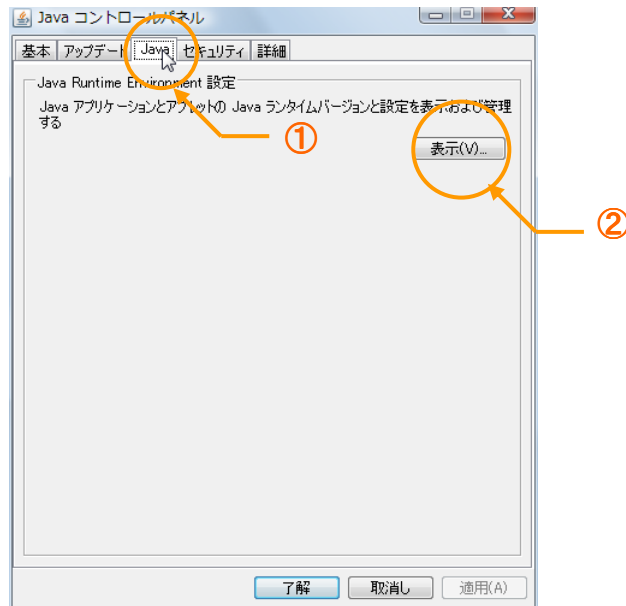 Java コントロールパネル
基本 アップデート Java セキュリティ 詳細
Java Runtime Environment 設定
Java アプリケーションとアプレットの Java ランタイムバージョンと設定を表示および管理
する
①
表示(V)...
②
了解 取消し 適用(A)